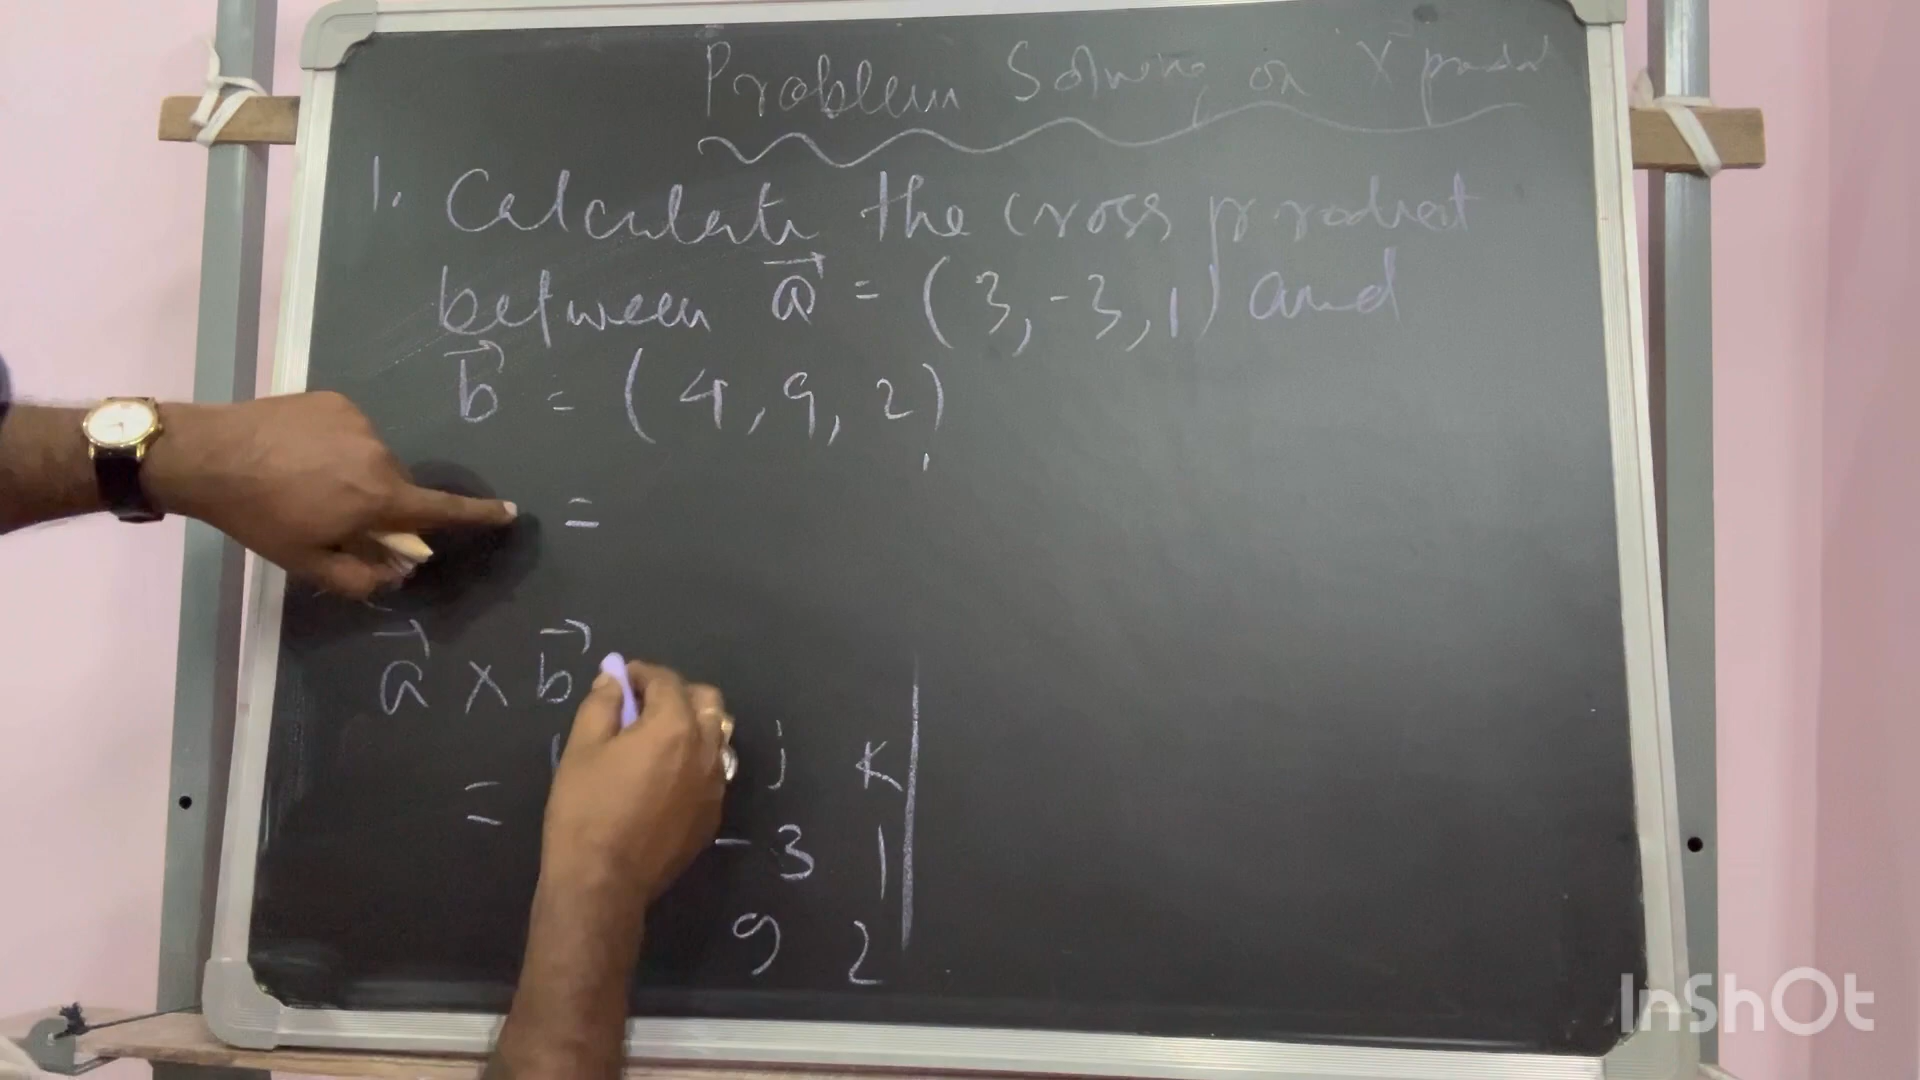 Problem Solving on X product
1. Calculate the cross product
between a = (3, -3, 1) and
b = (4, 9, 2)
=
a x b
= j k
-3 1
9 2
InShOt